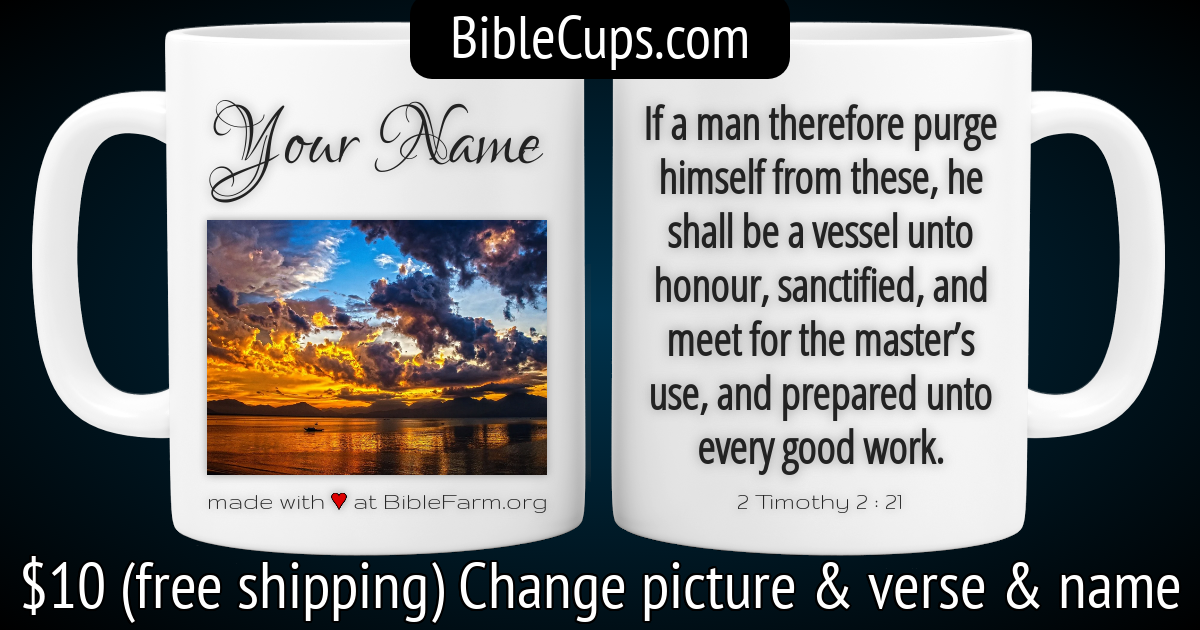 BibleCups.com
Your Name
made with ❤ at BibleFarm.org
If a man therefore purge
himself from these, he
shall be a vessel unto
honour, sanctified, and
meet for the master’s
use, and prepared unto
every good work.
2 Timothy 2 : 21
$10 (free shipping) Change picture & verse & name